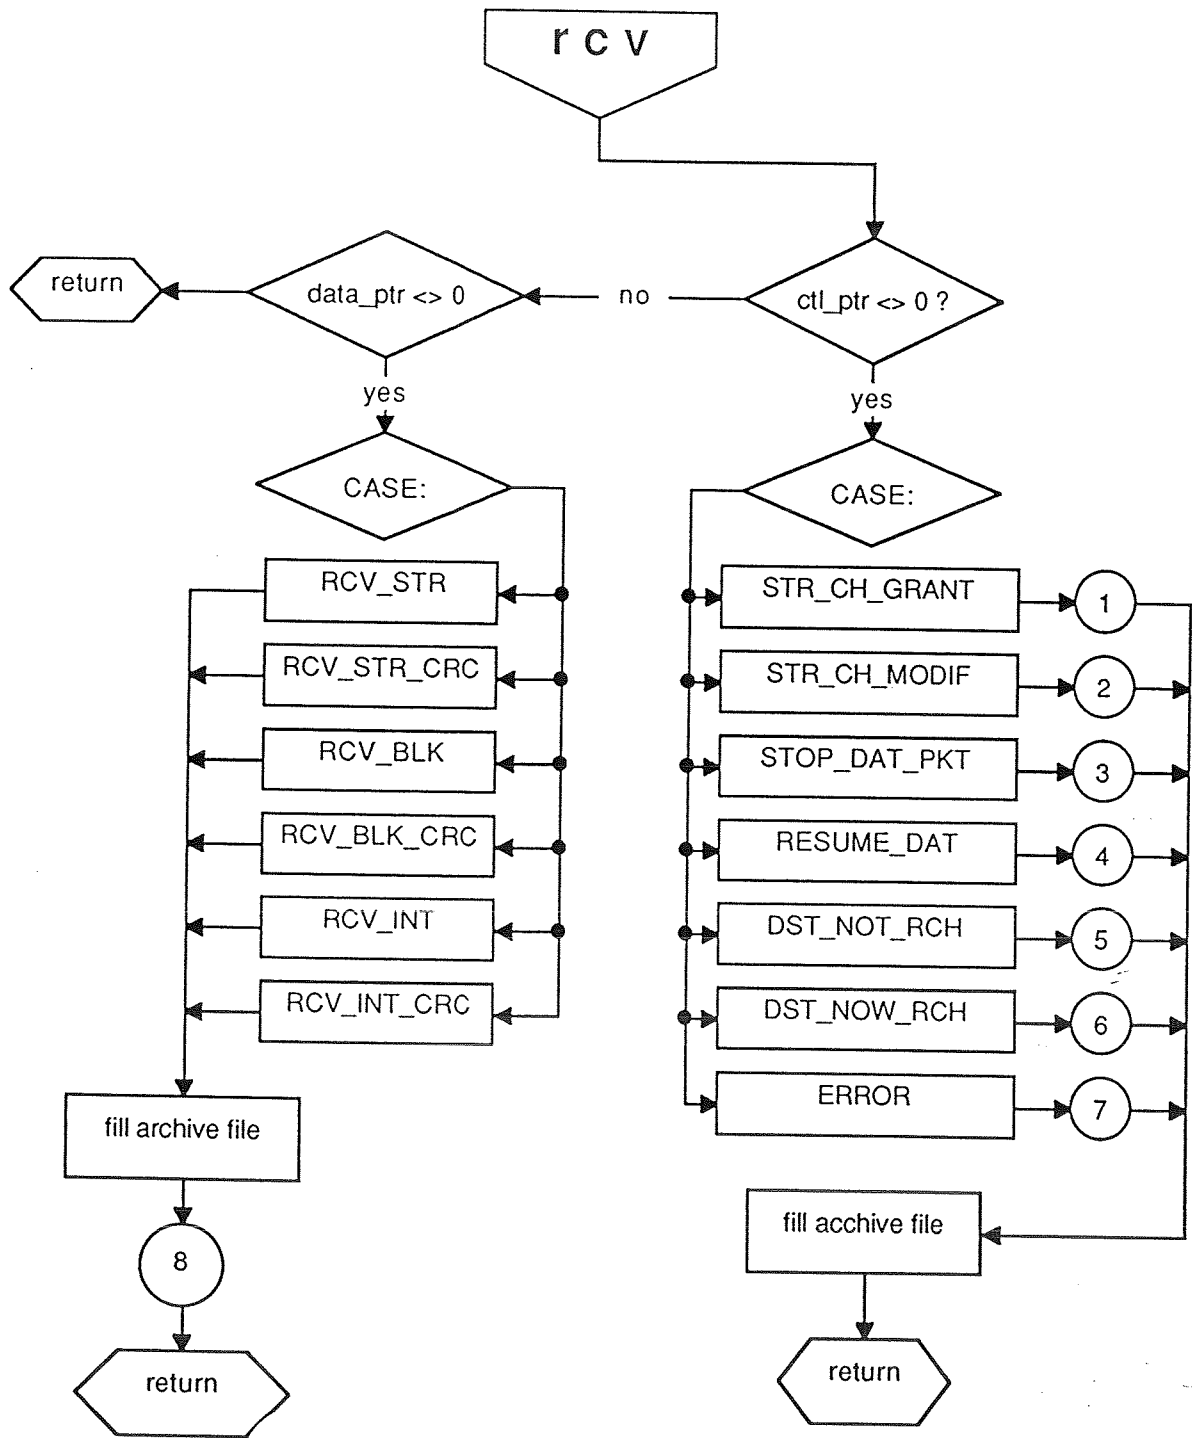 r c v
return
data_ptr <> 0
no
ctl_ptr <> 0 ?
yes
yes
CASE:
CASE:
RCV_STR
STR_CH_GRANT
1
RCV_STR_CRC
STR_CH_MODIF
2
RCV_BLK
STOP_DAT_PKT
3
RCV_BLK_CRC
RESUME_DAT
4
RCV_INT
DST_NOT_RCH
5
RCV_INT_CRC
DST_NOW_RCH
6
ERROR
7
fill archive file
fill acchive file
8
return
return